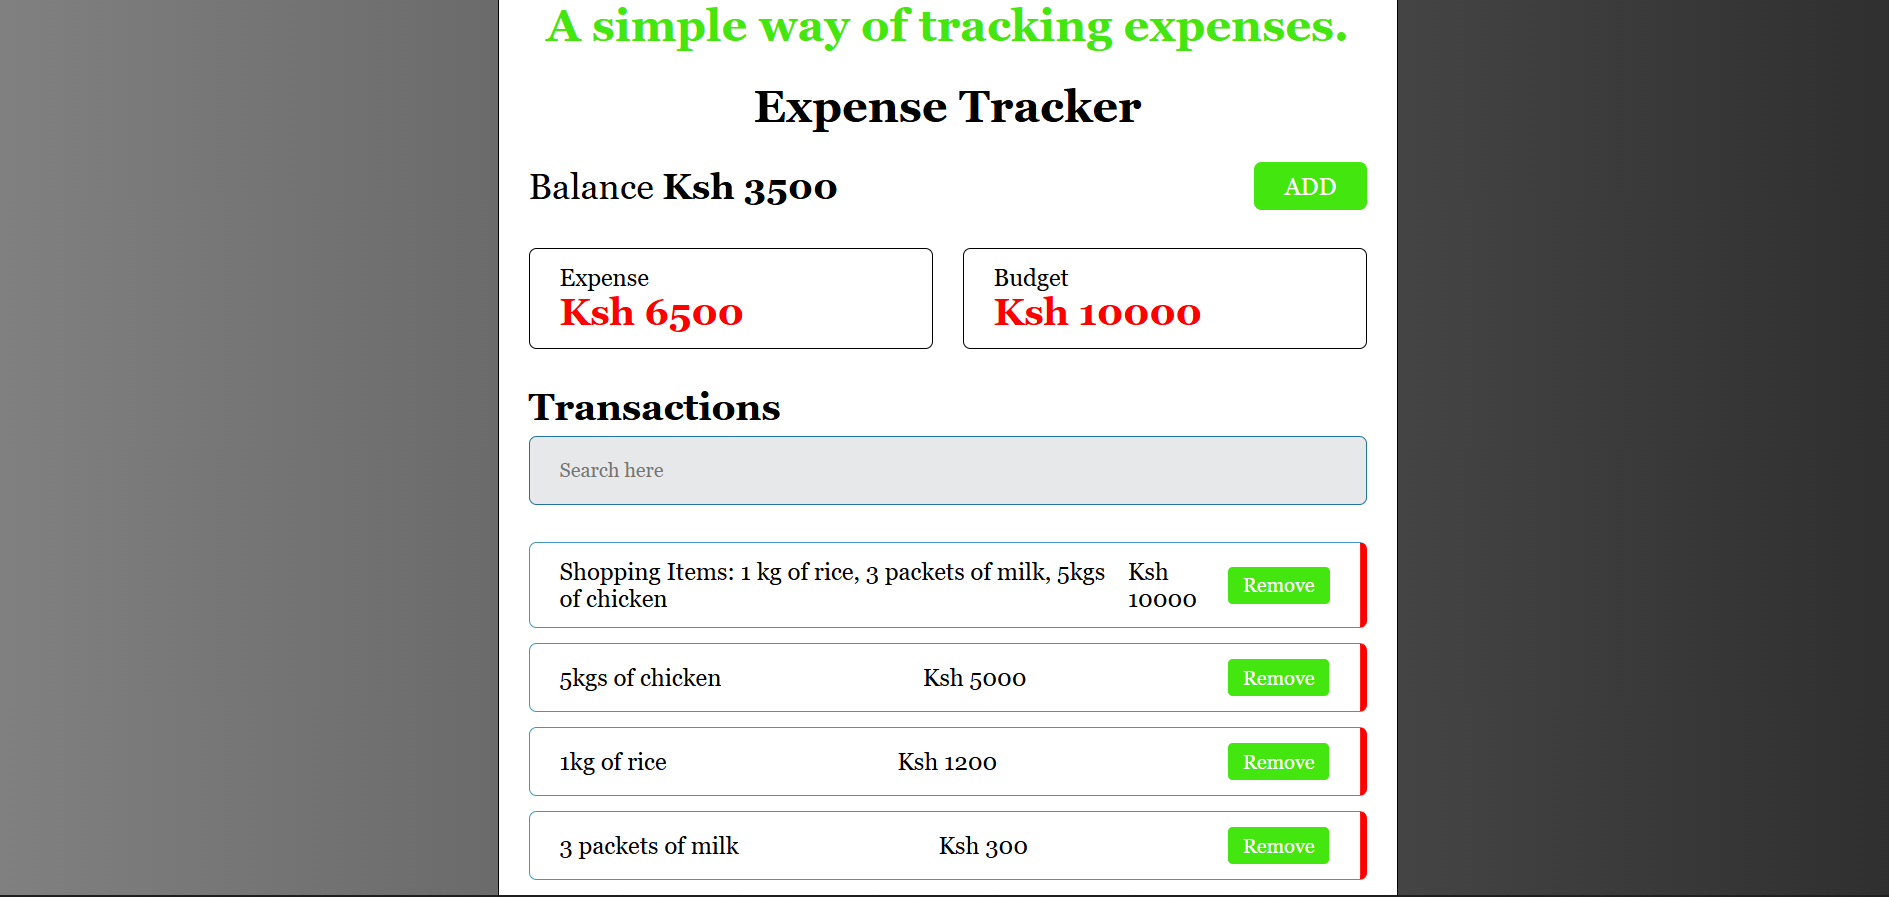 A simple way of tracking expenses.
Expense Tracker
Balance Ksh 3500
ADD
Expense
Ksh 6500
Budget
Ksh 10000
Transactions
Search here
Shopping Items: 1 kg of rice, 3 packets of milk, 5kgs
of chicken
Ksh
10000
Remove
5kgs of chicken
Ksh 5000
Remove
1kg of rice
Ksh 1200
Remove
3 packets of milk
Ksh 300
Remove